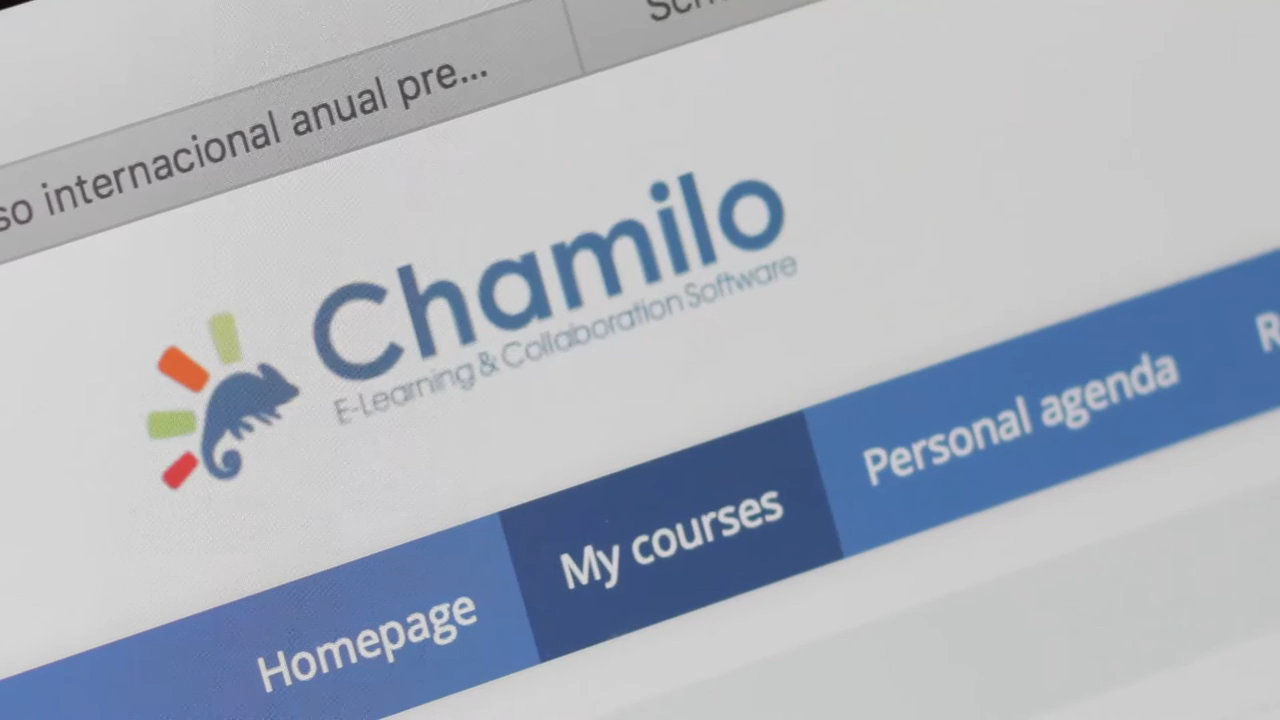 so internacional anual pre...
Chamilo
E-Learning & Collaboration Software
Homepage
My courses
Personal agenda